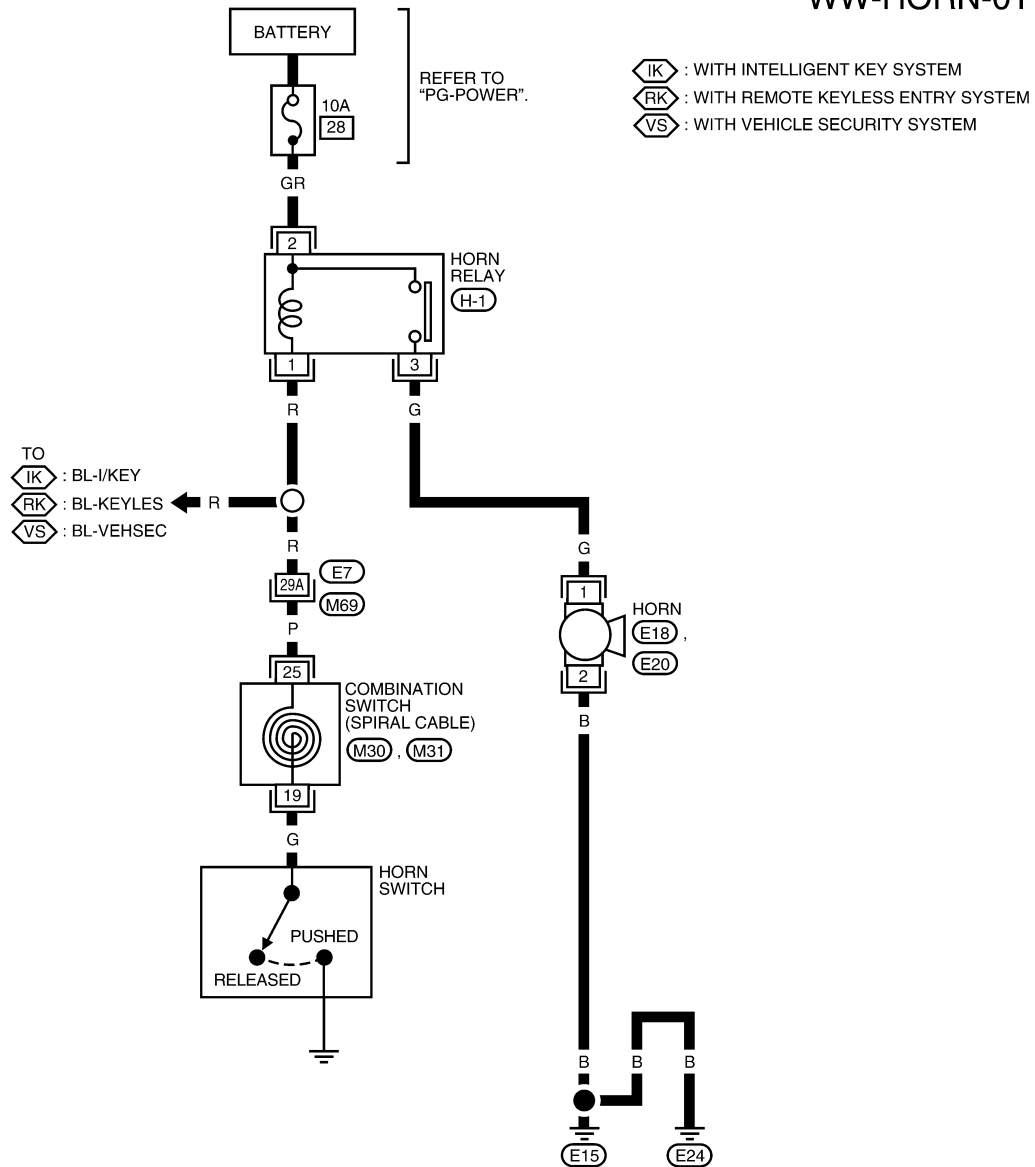 WW-HORN-01
BATTERY
REFER TO
“PG-POWER”.
10A
28
IK : WITH INTELLIGENT KEY SYSTEM
RK : WITH REMOTE KEYLESS ENTRY SYSTEM
VS : WITH VEHICLE SECURITY SYSTEM
GR
2
HORN
RELAY
H-1
1
3
R
G
TO
IK : BL-I/KEY
RK : BL-KEYLES
R
VS : BL-VEHSEC
R
G
29A
E7
M69
P
1
HORN
E18 ,
E20
2
25
COMBINATION
SWITCH
(SPIRAL CABLE)
M30 , M31
B
19
G
HORN
SWITCH
PUSHED
RELEASED
B
B
B
E15
E24